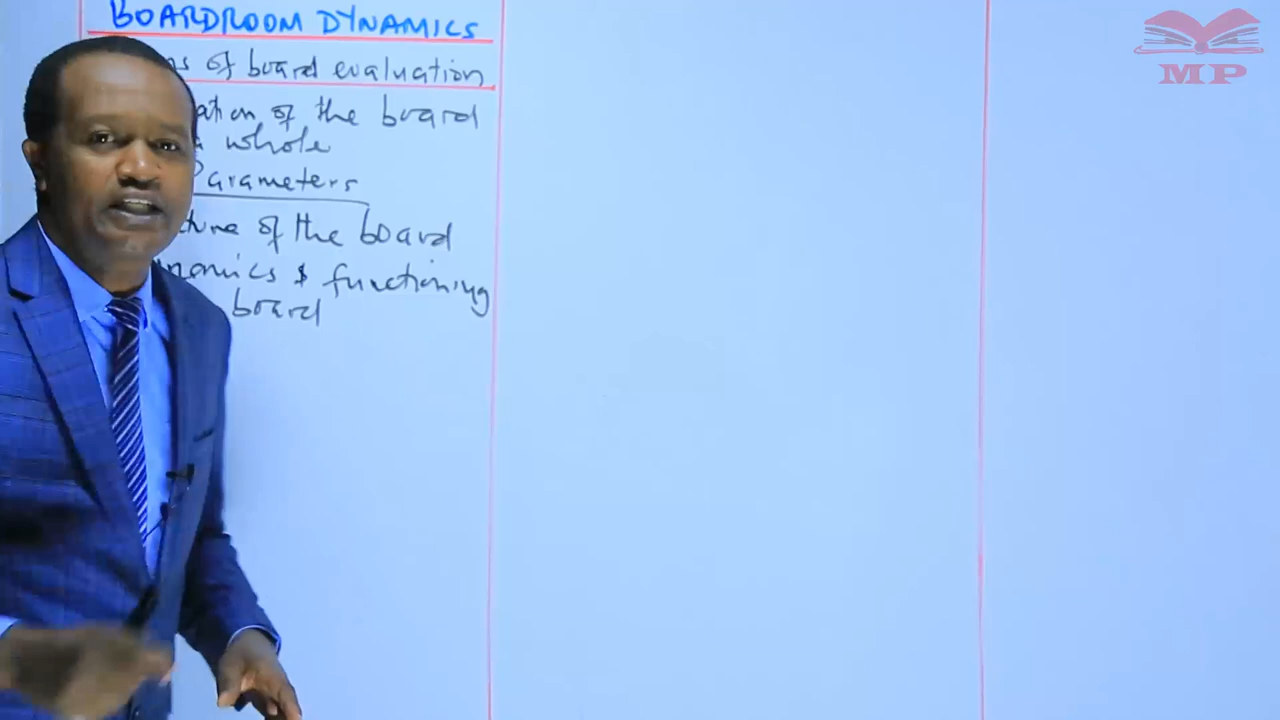 BOARDROOM DYNAMICS
of board evaluation
of the board
whole
Parameters
of the board
& functioning
board
MP